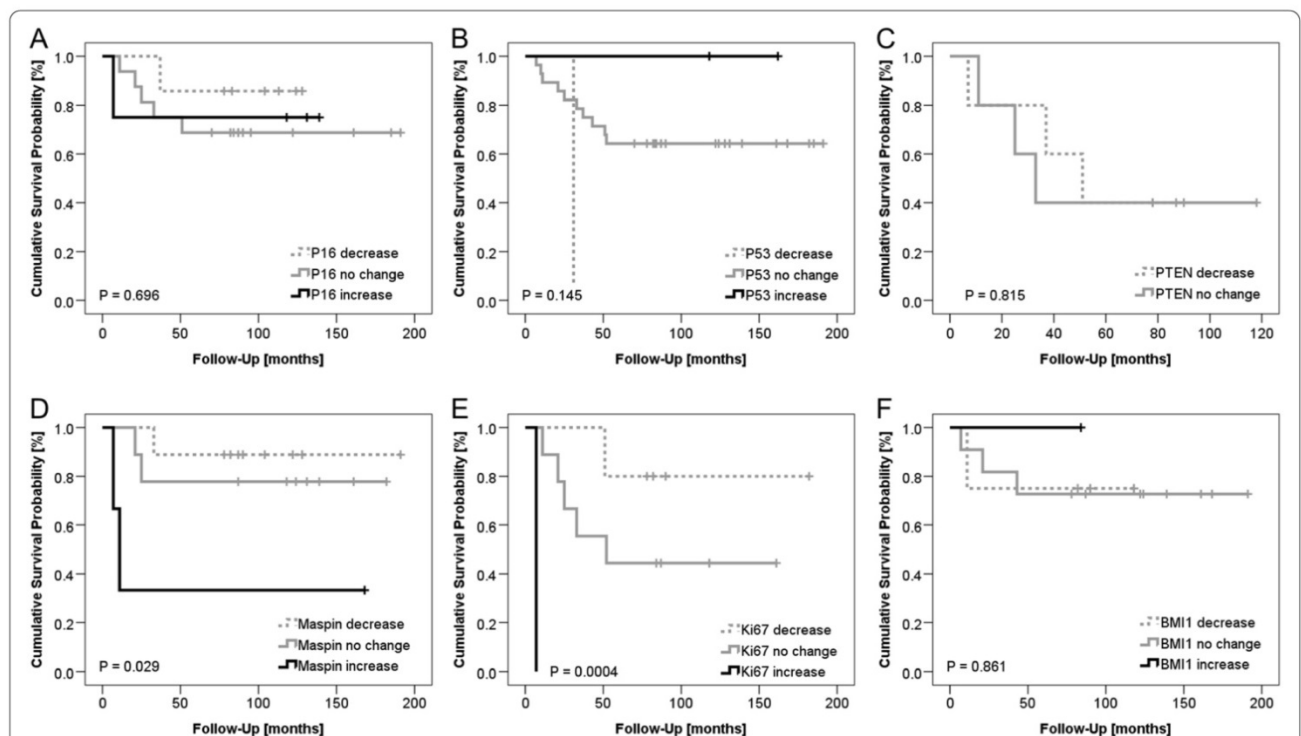 A
Cumulative Survival Probability [%]
1.0
0.8
0.6
0.4
0.2
0.0
P16 decrease
P16 no change
P16 increase
P = 0.696
0 50 100 150 200
Follow-Up [months]
B
Cumulative Survival Probability [%]
1.0
0.8
0.6
0.4
0.2
0.0
P53 decrease
P53 no change
P53 increase
P = 0.145
0 50 100 150 200
Follow-Up [months]
C
Cumulative Survival Probability [%]
1.0
0.8
0.6
0.4
0.2
0.0
PTEN decrease
PTEN no change
P = 0.815
0 20 40 60 80 100 120
Follow-Up [months]
D
Cumulative Survival Probability [%]
1.0
0.8
0.6
0.4
0.2
0.0
Maspin decrease
Maspin no change
Maspin increase
P = 0.029
0 50 100 150 200
Follow-Up [months]
E
Cumulative Survival Probability [%]
1.0
0.8
0.6
0.4
0.2
0.0
Ki67 decrease
Ki67 no change
Ki67 increase
P = 0.0004
0 50 100 150 200
Follow-Up [months]
F
Cumulative Survival Probability [%]
1.0
0.8
0.6
0.4
0.2
0.0
BMI1 decrease
BMI1 no change
BMI1 increase
P = 0.861
0 50 100 150 200
Follow-Up [months]